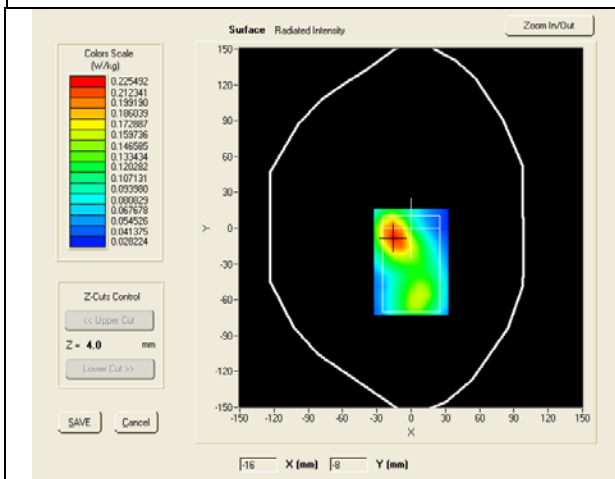 Surface Radiated Intensity
Zoom In/Out
Colors Scale
(W/kg)
0.225492
0.212341
0.199190
0.186039
0.172887
0.159736
0.146585
0.133434
0.120282
0.107131
0.093980
0.080829
0.067678
0.054526
0.041375
0.028224
Z-Cuts Control
<< Upper Cut
Z = 4.0 mm
Lower Cut >>
SAVE Cancel
150-
120-
90-
60-
30-
0-
-30-
-60-
-90-
-120-
-150-
Y
-150 -120 -90 -60 -30 0 30 60 90 120 150
X
-16 X (mm) -8 Y (mm)